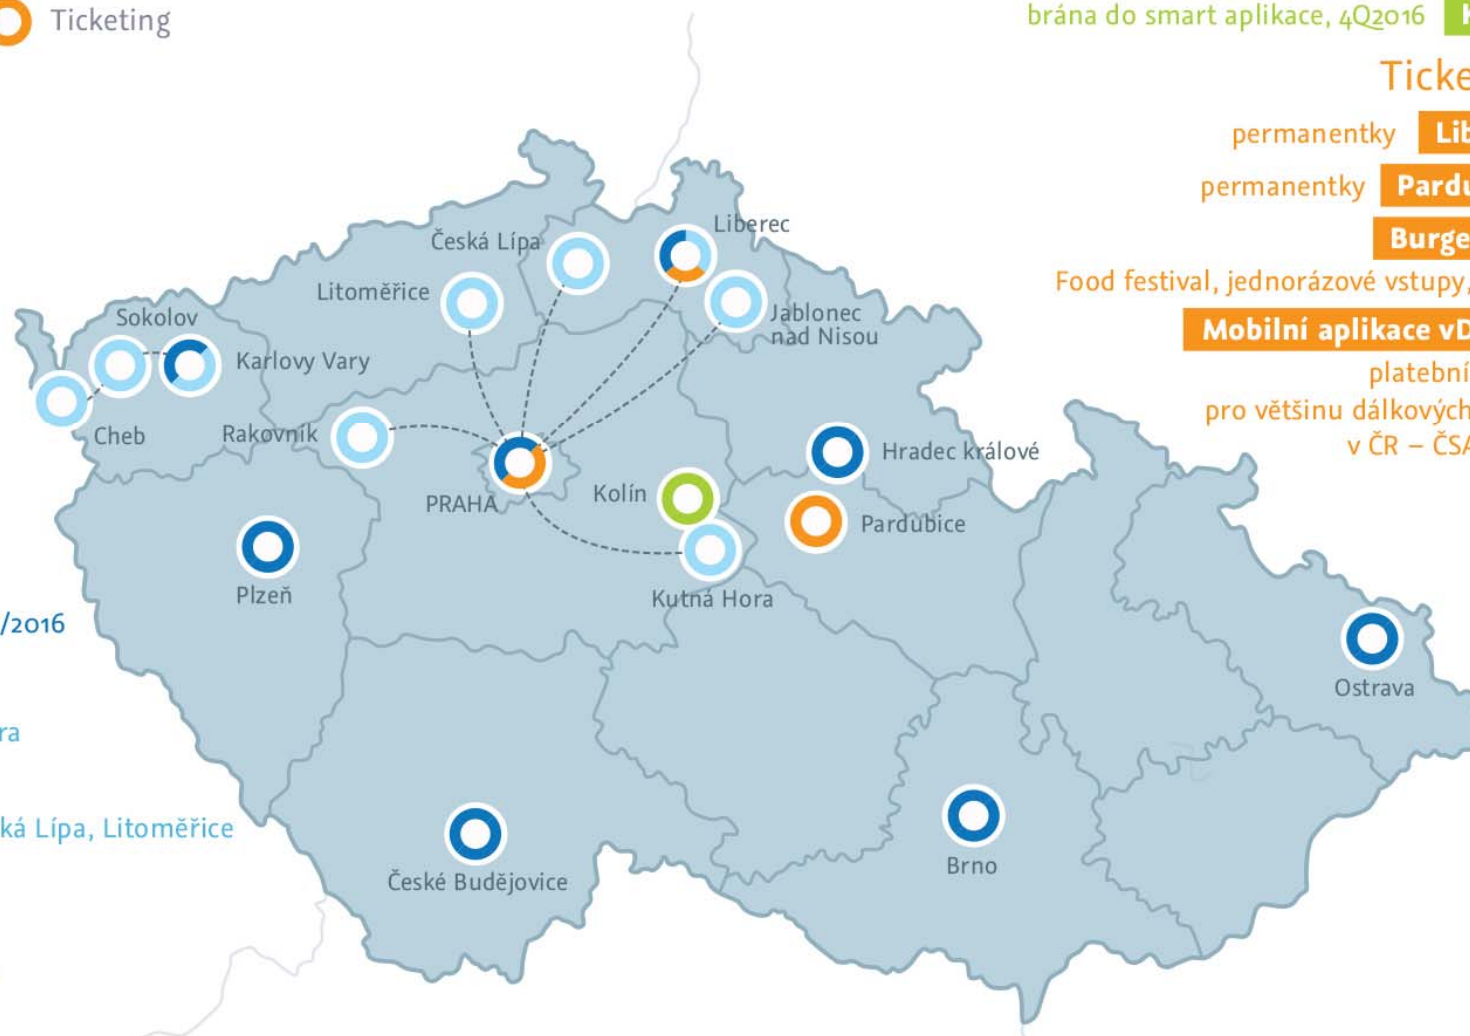 Ticketing
brána do smart aplikace, 4Q2016
permanentky
permanentky
Food festival, jednorázové vstupy,
Mobilní aplikace
platební
pro většinu dálkových
v ČR –
Liberec
Česká Lípa
Litoměřice
Jablonec
nad Nisou
Sokolov
Karlovy Vary
Cheb
Rakovník
PRAHA
Kolín
Kutná Hora
Hradec králové
Pardubice
Plzeň
/2016
Ostrava
Lípa, Litoměřice
České Budějovice
Brno